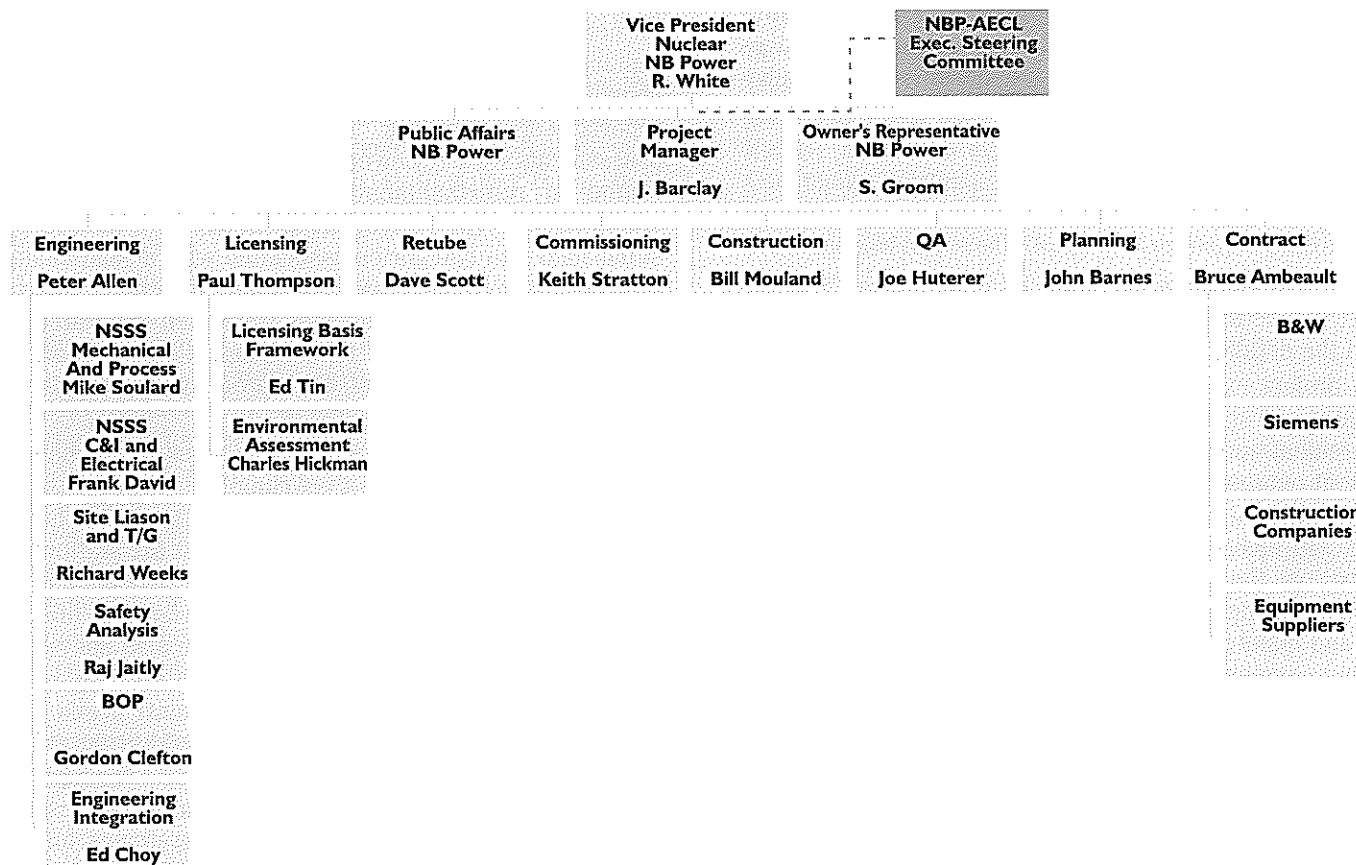 Vice President
Nuclear
NB Power
R. White
NBP-AECL
Exec. Steering
Committee
Public Affairs
NB Power
Project
Manager
J. Barclay
Owner's Representative
NB Power
S. Groom
Engineering
Peter Allen
Licensing
Paul Thompson
Retube
Dave Scott
Commissioning
Keith Stratton
Construction
Bill Mouland
QA
Joe Huterer
Planning
John Barnes
Contract
Bruce Ambeault
NSSS
Mechanical
And Process
Mike Soulard
NSSS
C&I and
Electrical
Frank David
Site Liason
and T/G
Richard Weeks
Safety
Analysis
Raj Jaitly
BOP
Gordon Clefton
Engineering
Integration
Ed Choy
Licensing Basis
Framework
Ed Tin
Environmental
Assessment
Charles Hickman
B&W
Siemens
Construction
Companies
Equipment
Suppliers